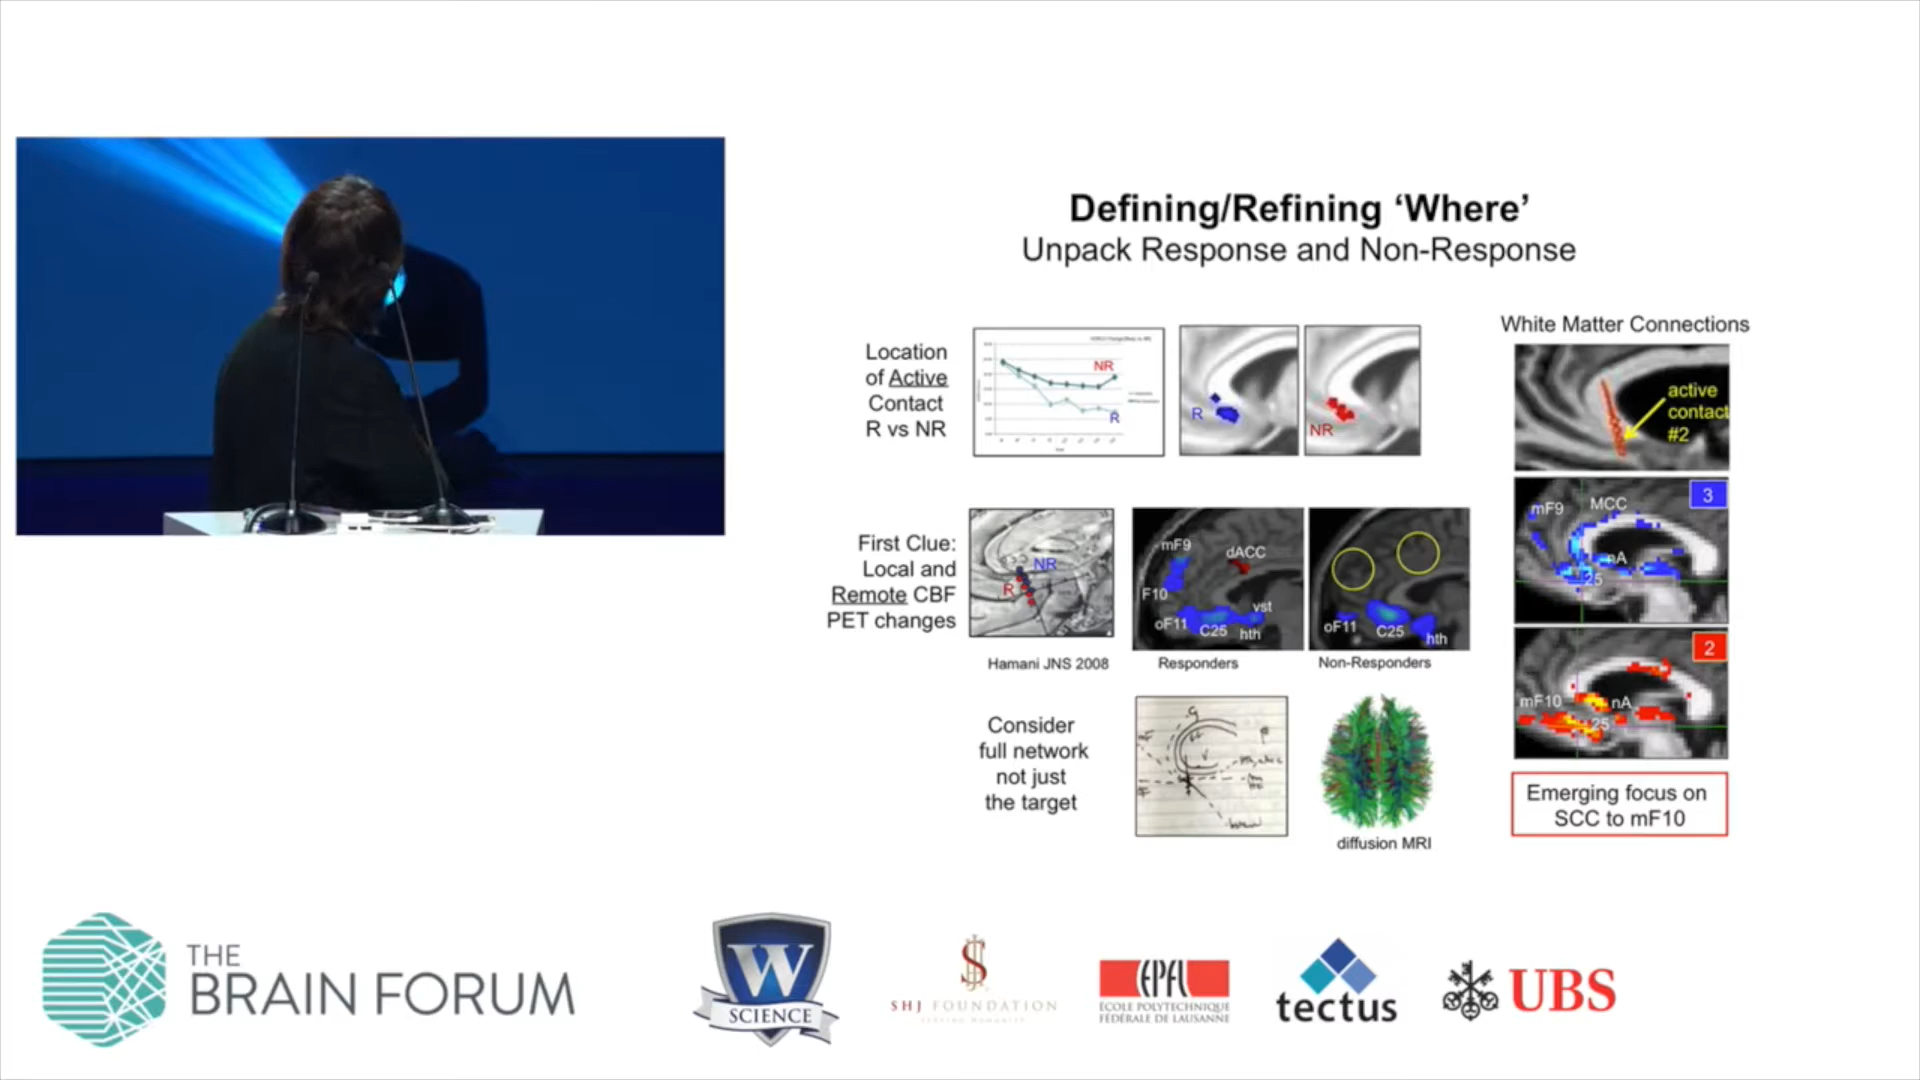 Defining/Refining ‘Where’
Unpack Response and Non-Response
Location
of Active
Contact
R vs NR
NR
R
R
NR
White Matter Connections
active
contact
#2
First Clue:
Local and
Remote CBF
PET changes
NR
R
Hamani JNS 2008
mF9
dACC
F10
vst
oF11
C25
hth
Responders
oF11
C25
hth
Non-Responders
3
mF9
MCC
nA
25
2
mF10
nA
25
Consider
full network
not just
the target
diffusion MRI
Emerging focus on
SCC to mF10
THE
BRAIN FORUM
W
SCIENCE
SHJ FOUNDATION
EPFL
ÉCOLE POLYTECHNIQUE
FÉDÉRALE DE LAUSANNE
tectus
UBS